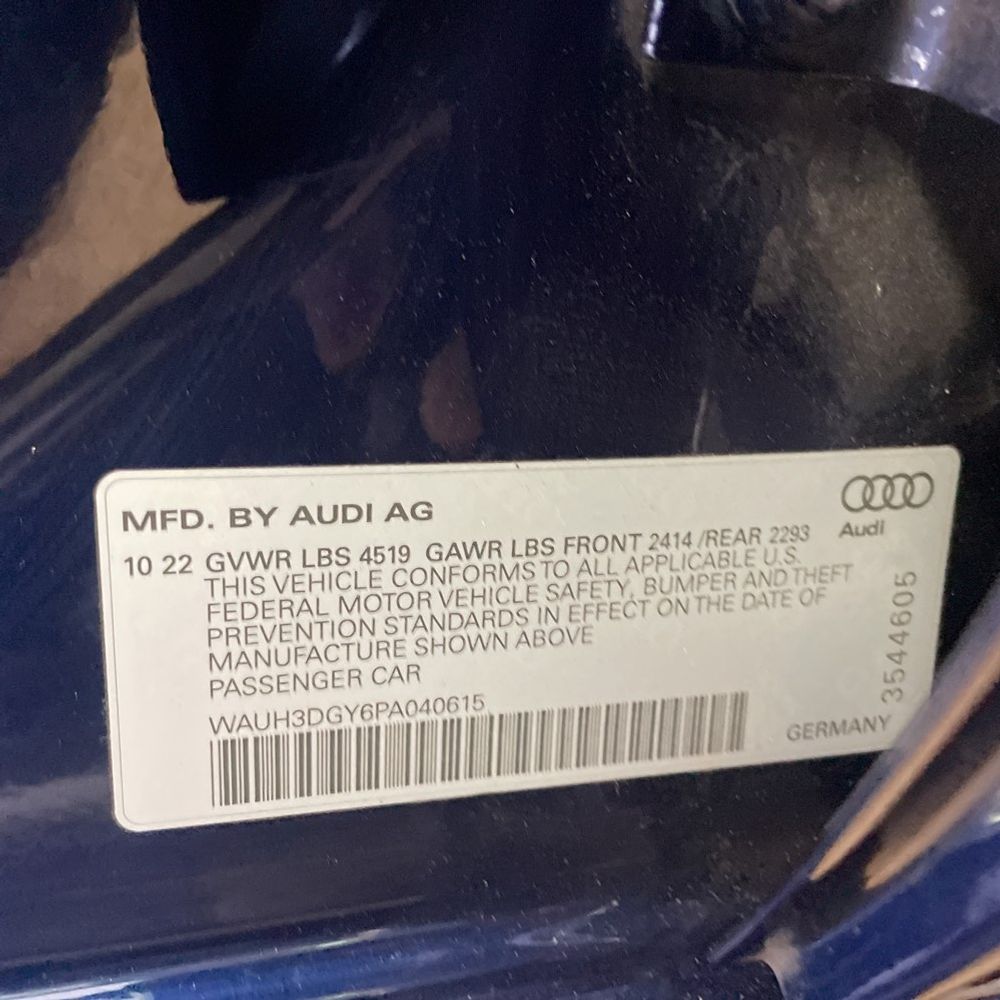 MFD. BY AUDI AG
Audi
10 22 GVWR LBS 4519 GAWR LBS FRONT 2414 /REAR 2293
THIS VEHICLE CONFORMS TO ALL APPLICABLE U.S.
FEDERAL MOTOR VEHICLE SAFETY, BUMPER AND THEFT
PREVENTION STANDARDS IN EFFECT ON THE DATE OF
MANUFACTURE SHOWN ABOVE
PASSENGER CAR
WAUH3DGY6PA040615
GERMANY
3544605